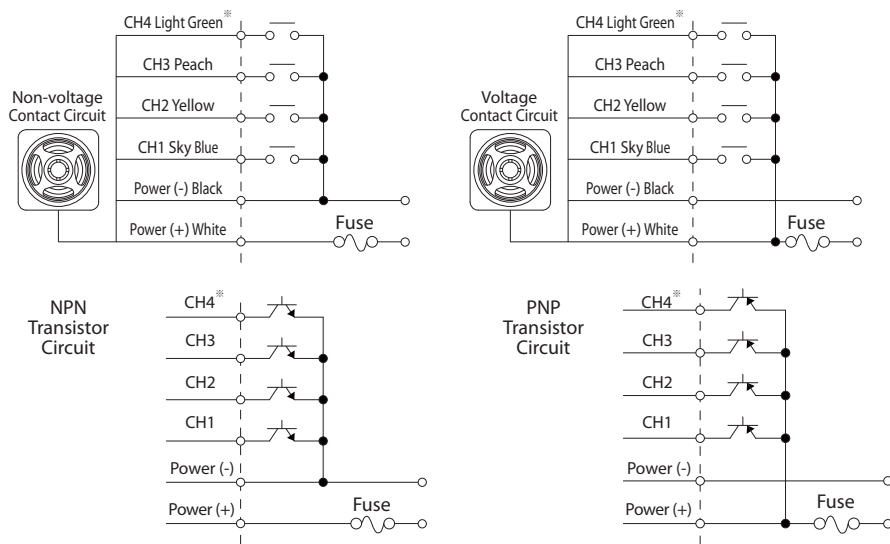 Non-voltage
Contact Circuit
CH4 Light Green※
CH3 Peach
CH2 Yellow
CH1 Sky Blue
Power (-) Black
Power (+) White
Fuse
Voltage
Contact Circuit
CH4 Light Green※
CH3 Peach
CH2 Yellow
CH1 Sky Blue
Power (-) Black
Power (+) White
Fuse
NPN
Transistor
Circuit
CH4※
CH3
CH2
CH1
Power (-)
Power (+)
Fuse
PNP
Transistor
Circuit
CH4※
CH3
CH2
CH1
Power (-)
Power (+)
Fuse